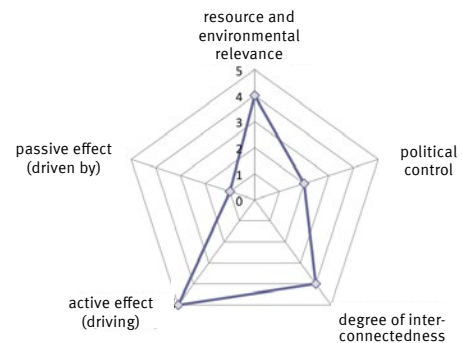 resource and
environmental
relevance
5
4
3
2
1
0
passive effect
(driven by)
political
control
active effect
(driving)
degree of inter-
connectedness